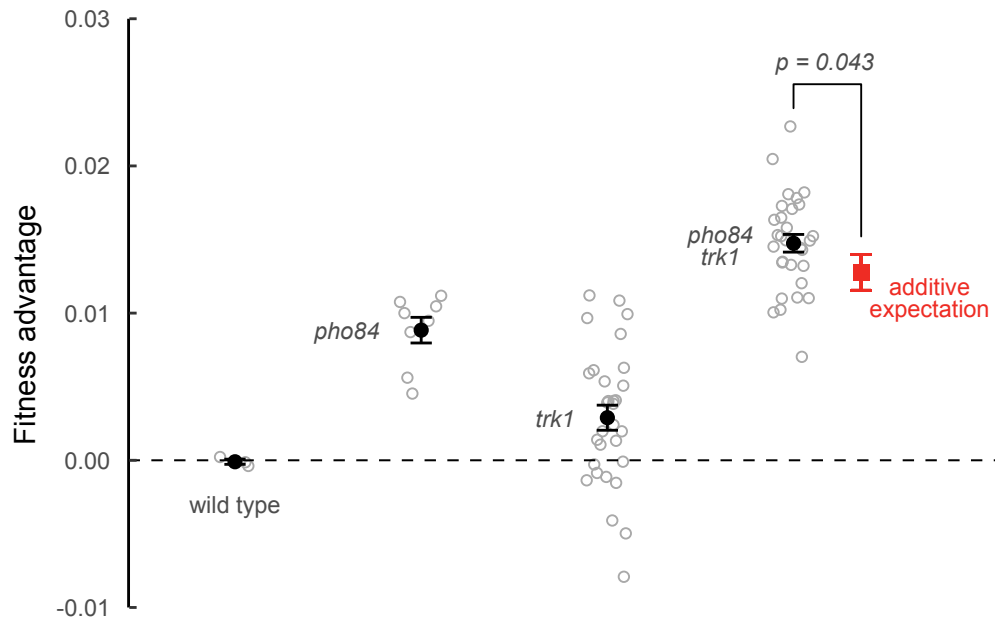 0.03
p = 0.043
0.02
Fitness advantage
pho84
trk1
additive
expectation
0.01
pho84
trk1
0.00
wild type
-0.01